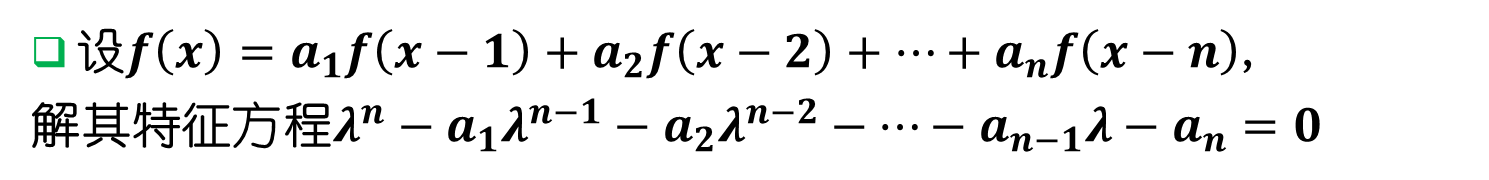 设f(x) = a₁f(x − 1) + a₂f(x − 2) + ⋯ + aₙf(x − n),
解其特征方程λⁿ − a₁λⁿ⁻¹ − a₂λⁿ⁻² − ⋯ − aₙ₋₁λ − aₙ = 0